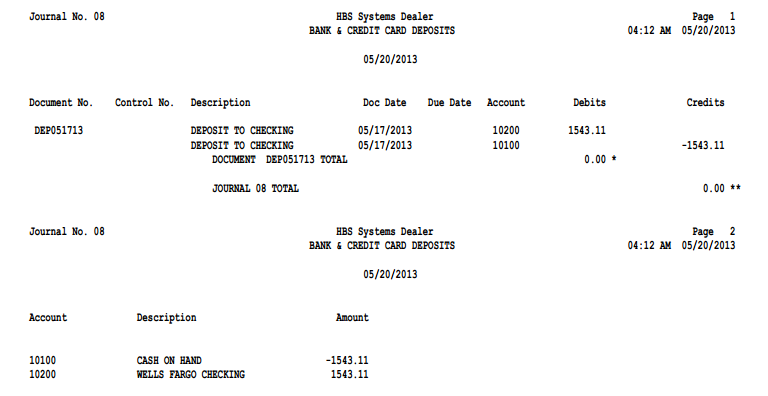 Journal No. 08 HBS Systems Dealer Page 1
BANK & CREDIT CARD DEPOSITS 04:12 AM 05/20/2013
05/20/2013
Document No. Control No. Description Doc Date Due Date Account Debits Credits
DEP051713 DEPOSIT TO CHECKING 05/17/2013 10200 1543.11
DEPOSIT TO CHECKING 05/17/2013 10100 -1543.11
DOCUMENT DEP051713 TOTAL 0.00 *
JOURNAL 08 TOTAL 0.00 **
Journal No. 08 HBS Systems Dealer Page 2
BANK & CREDIT CARD DEPOSITS 04:12 AM 05/20/2013
05/20/2013
Account Description Amount
10100 CASH ON HAND -1543.11
10200 WELLS FARGO CHECKING 1543.11